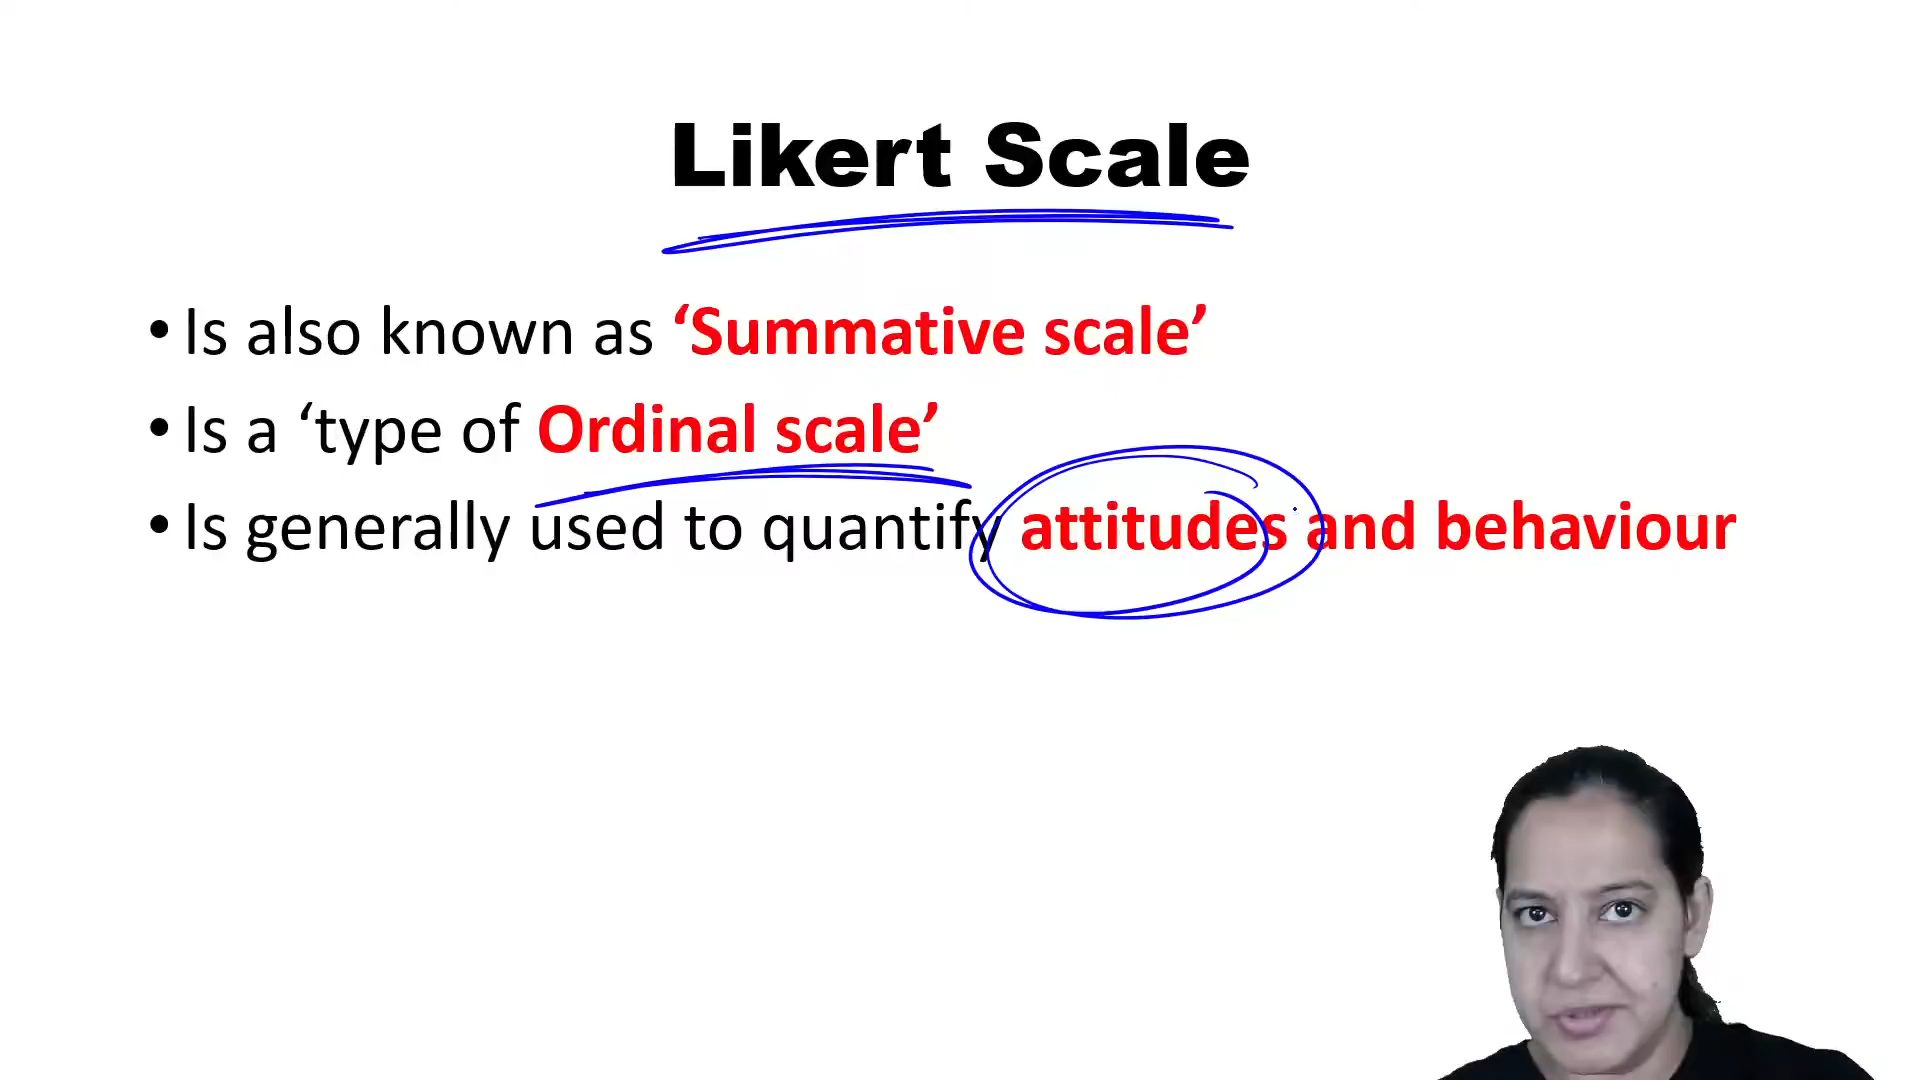 Likert Scale
• Is also known as ‘Summative scale’
• Is a ‘type of Ordinal scale’
• Is generally used to quantify attitudes and behaviour